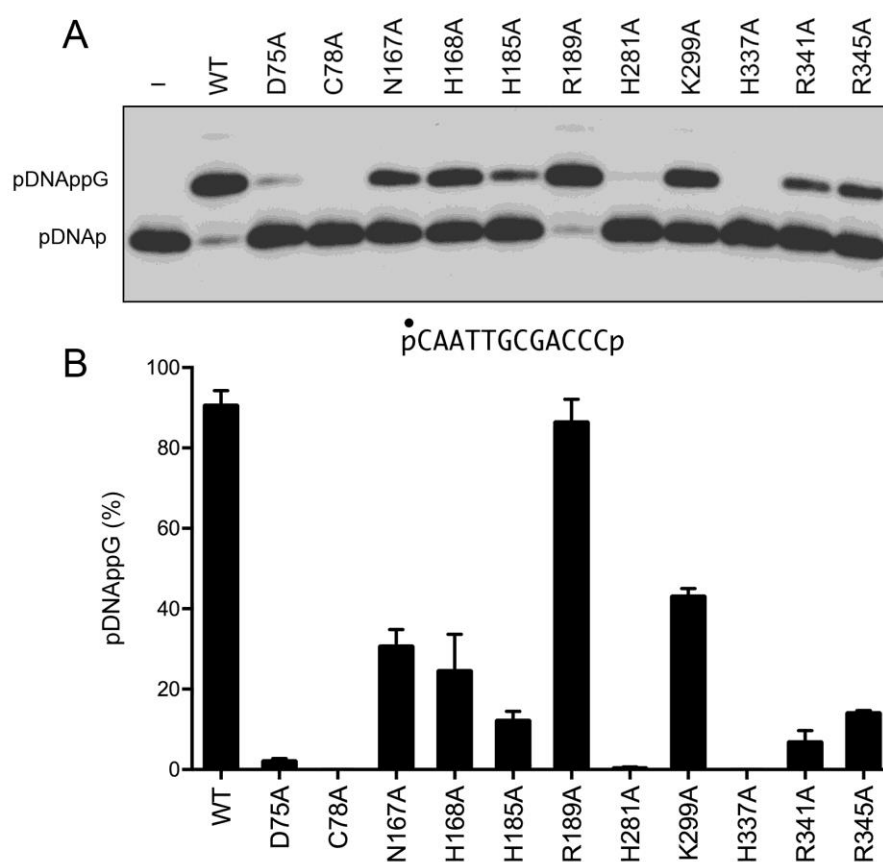 A
– WT D75A C78A N167A H168A H185A R189A H281A K299A H337A R341A R345A
pDNAppG
pDNAp
pCAATTGCGACCCp
B
pDNAppG (%)
100
80
60
40
20
0
WT D75A C78A N167A H168A H185A R189A H281A K299A H337A R341A R345A